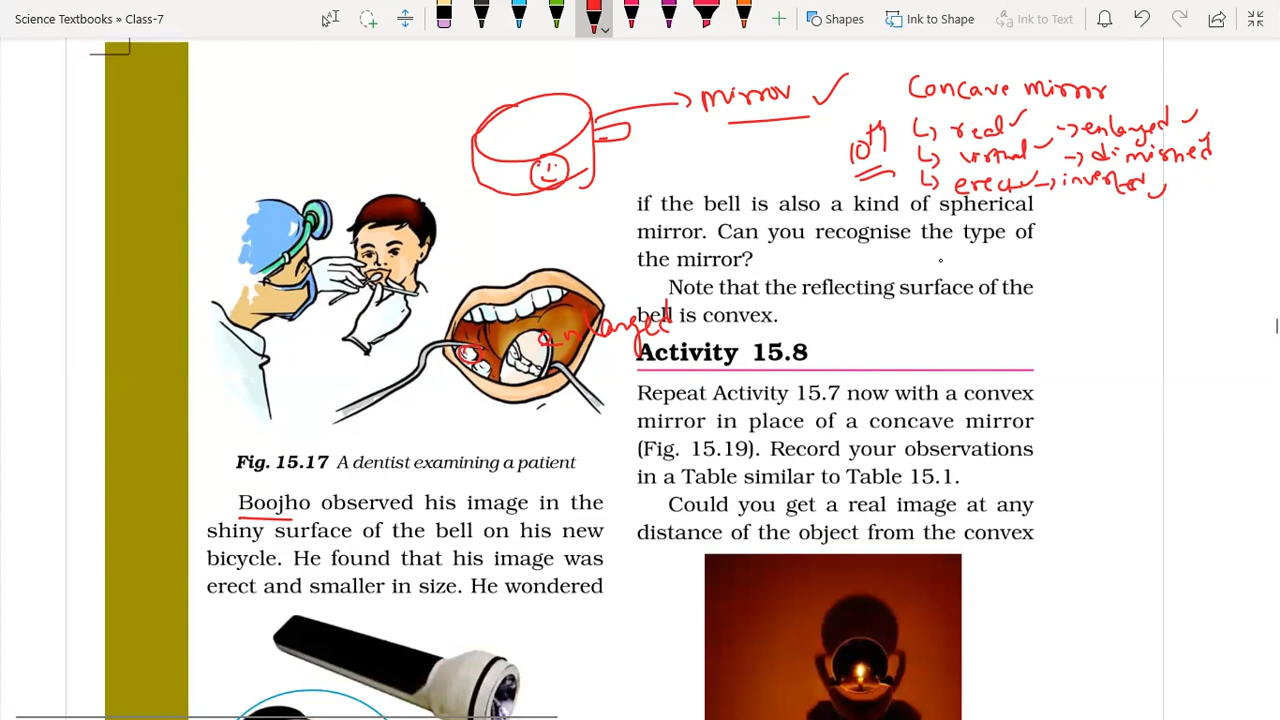 Science Textbooks » Class-7
Shapes
Ink to Shape
Ink to Text
mirror ✓
Concave mirror
10th
↳ real ✓ → enlarged ✓
↳ virtual ✓ → dimished
↳ erect ✓ → inverted ✓
enlarged
Fig. 15.17 A dentist examining a patient
Boojho observed his image in the
shiny surface of the bell on his new
bicycle. He found that his image was
erect and smaller in size. He wondered
if the bell is also a kind of spherical
mirror. Can you recognise the type of
the mirror?
Note that the reflecting surface of the
bell is convex.
Activity 15.8
Repeat Activity 15.7 now with a convex
mirror in place of a concave mirror
(Fig. 15.19). Record your observations
in a Table similar to Table 15.1.
Could you get a real image at any
distance of the object from the convex